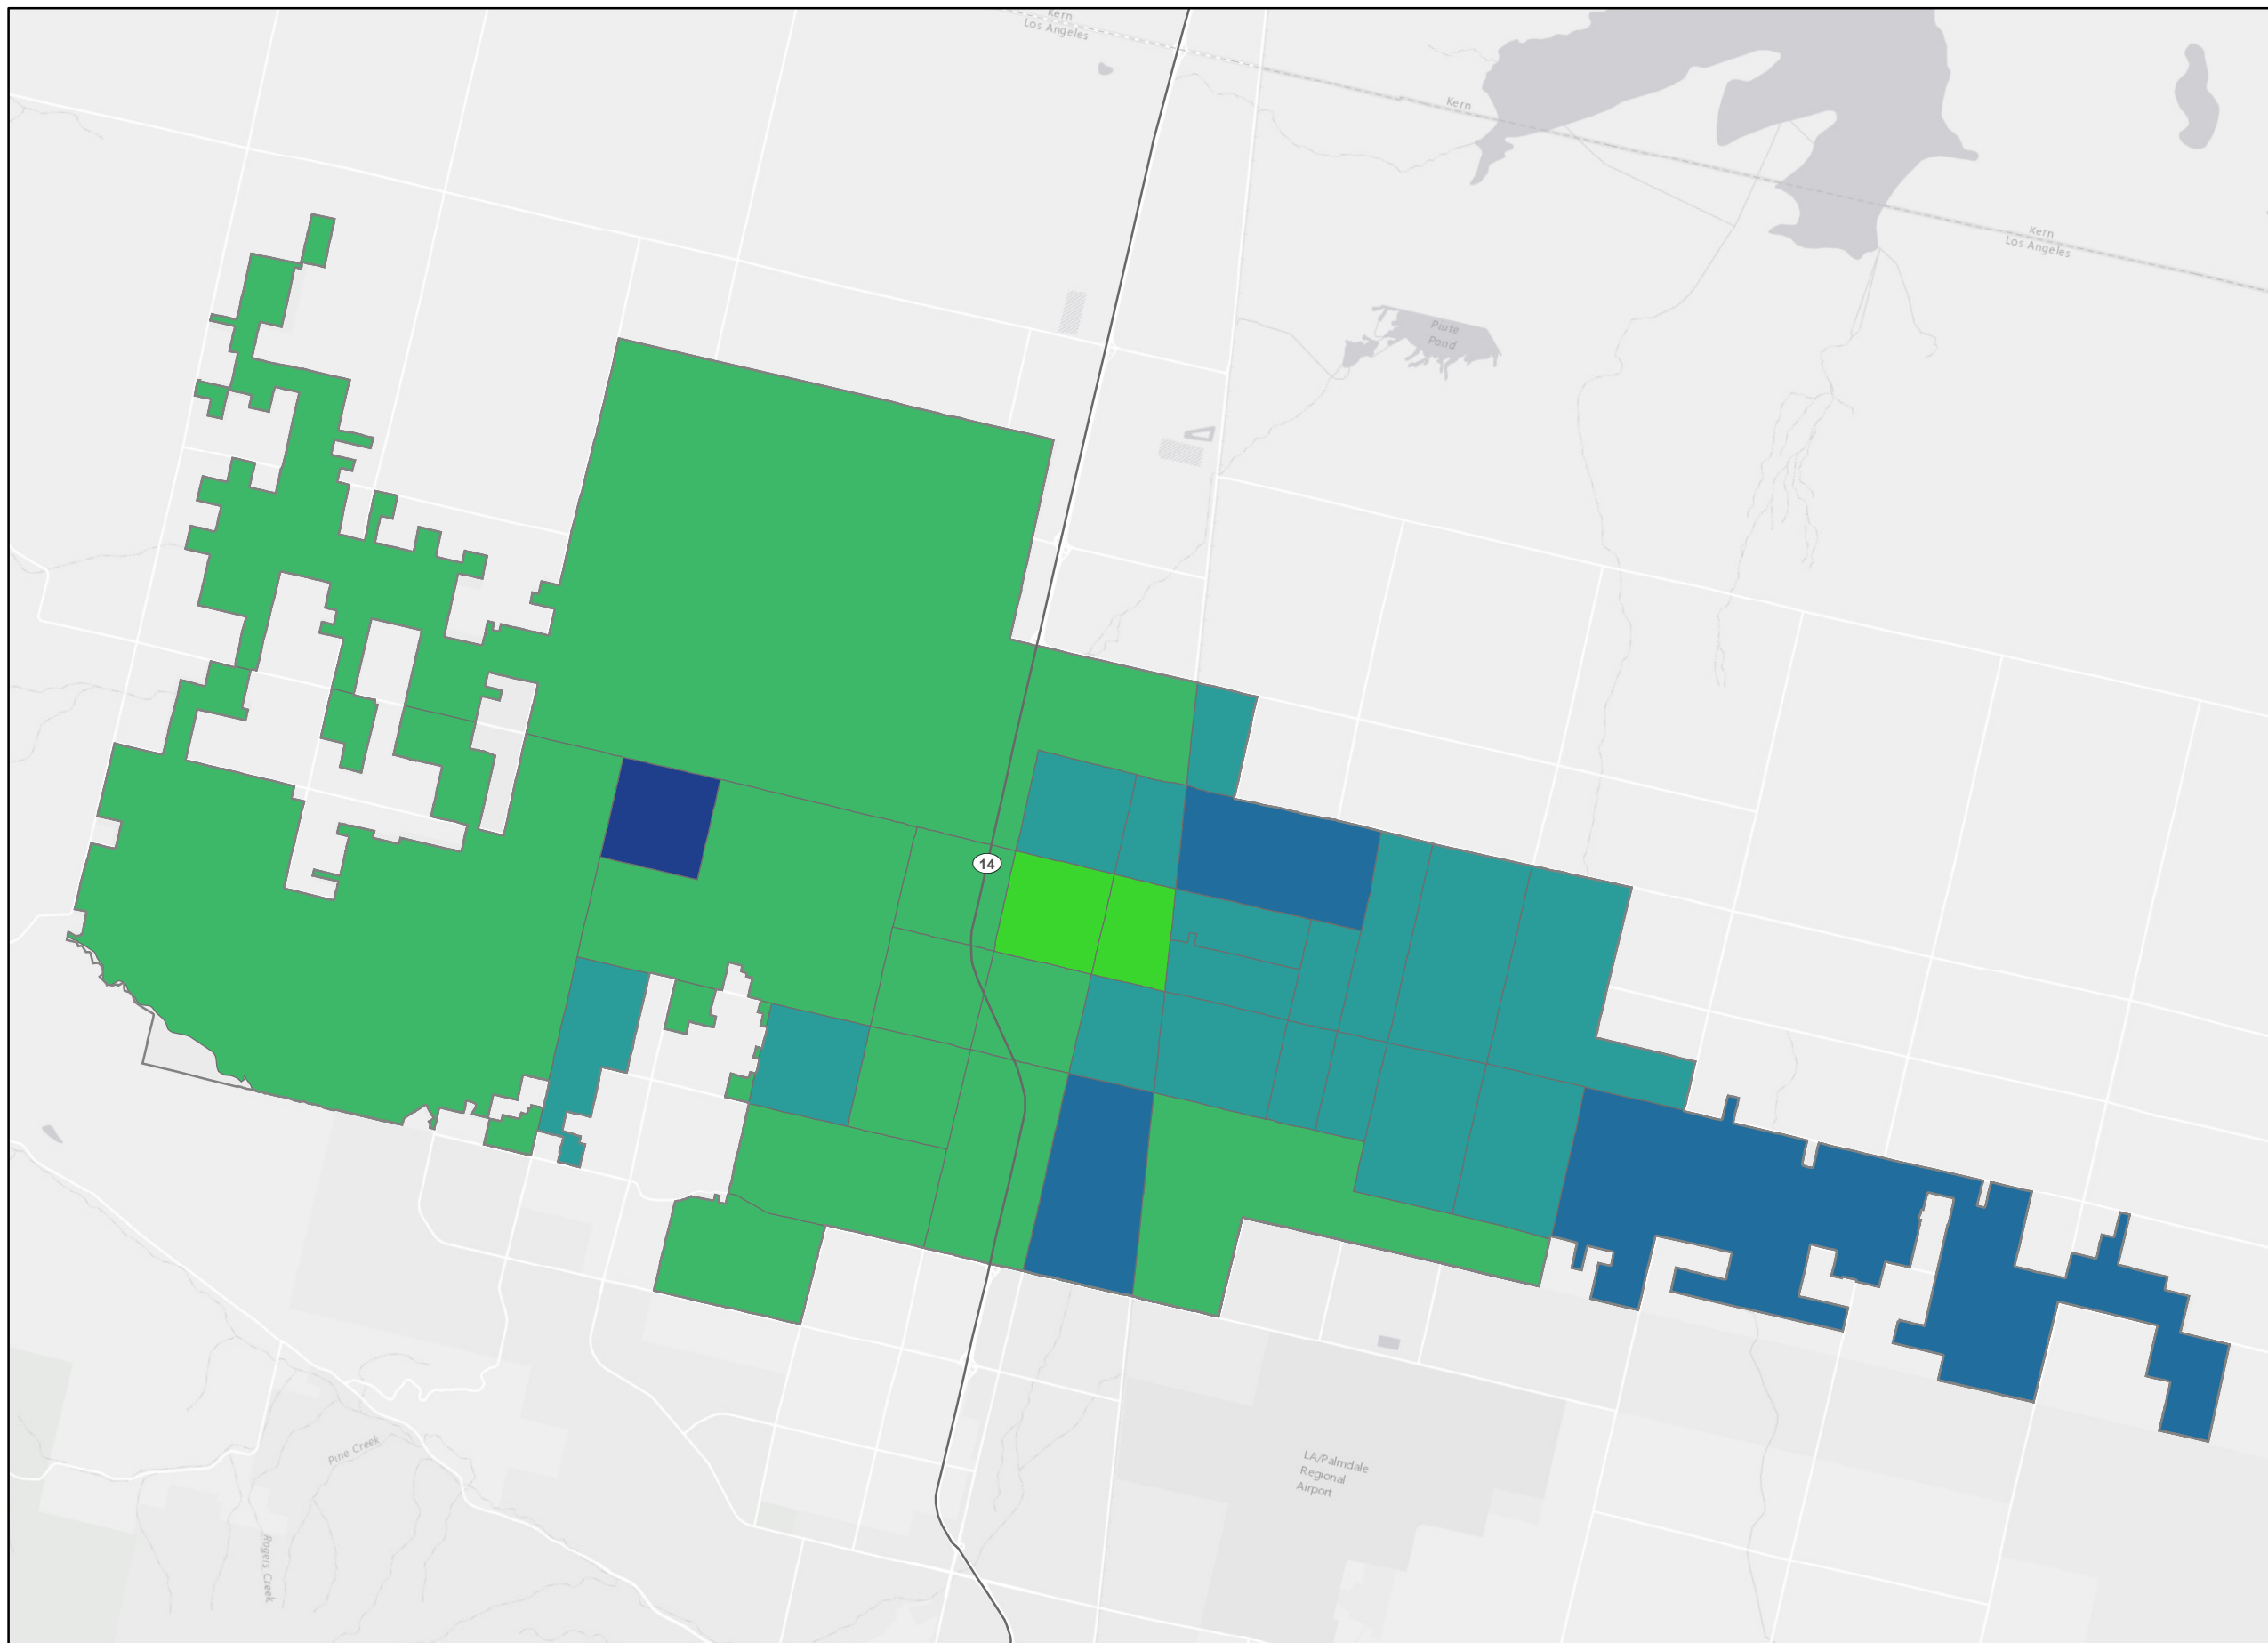 Kern
Los Angeles
Kern
Kern
Los Angeles
Piute
Pond
14
LA/Palmdale
Regional
Airport
Pine Creek
Rogers Creek